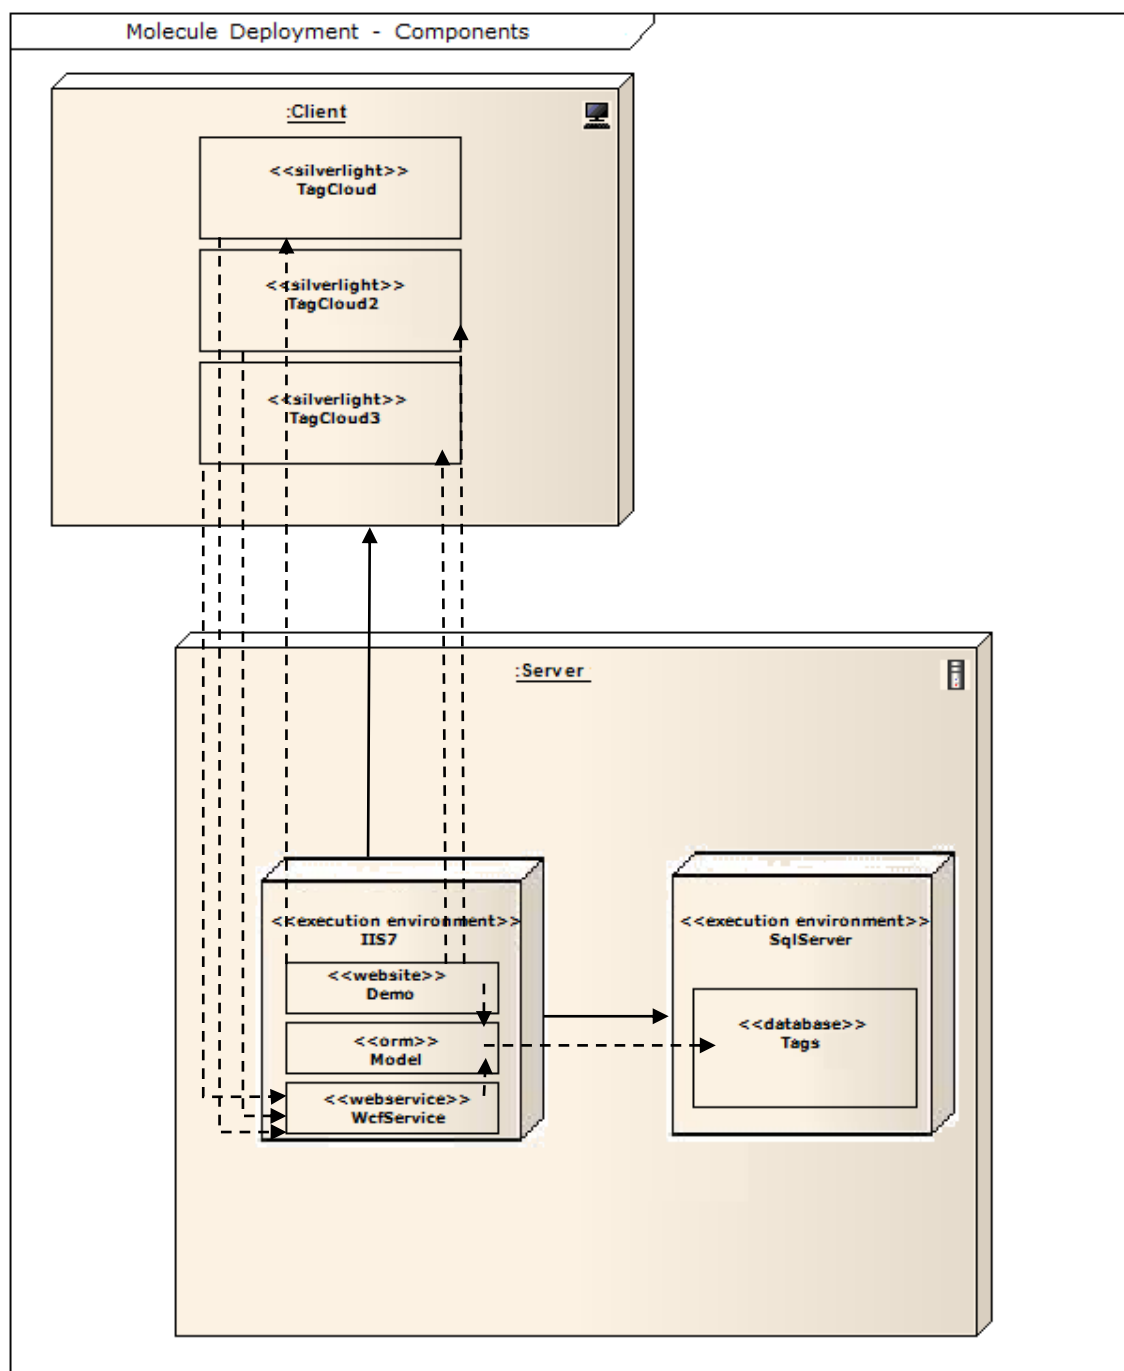 Molecule Deployment - Components
:Client
<<silverlight>>
TagCloud
<<silverlight>>
TagCloud2
<<silverlight>>
TagCloud3
:Server
<<execution environment>>
IIS7
<<website>>
Demo
<<orm>>
Model
<<webservice>>
WcfService
<<execution environment>>
SqlServer
<<database>>
Tags